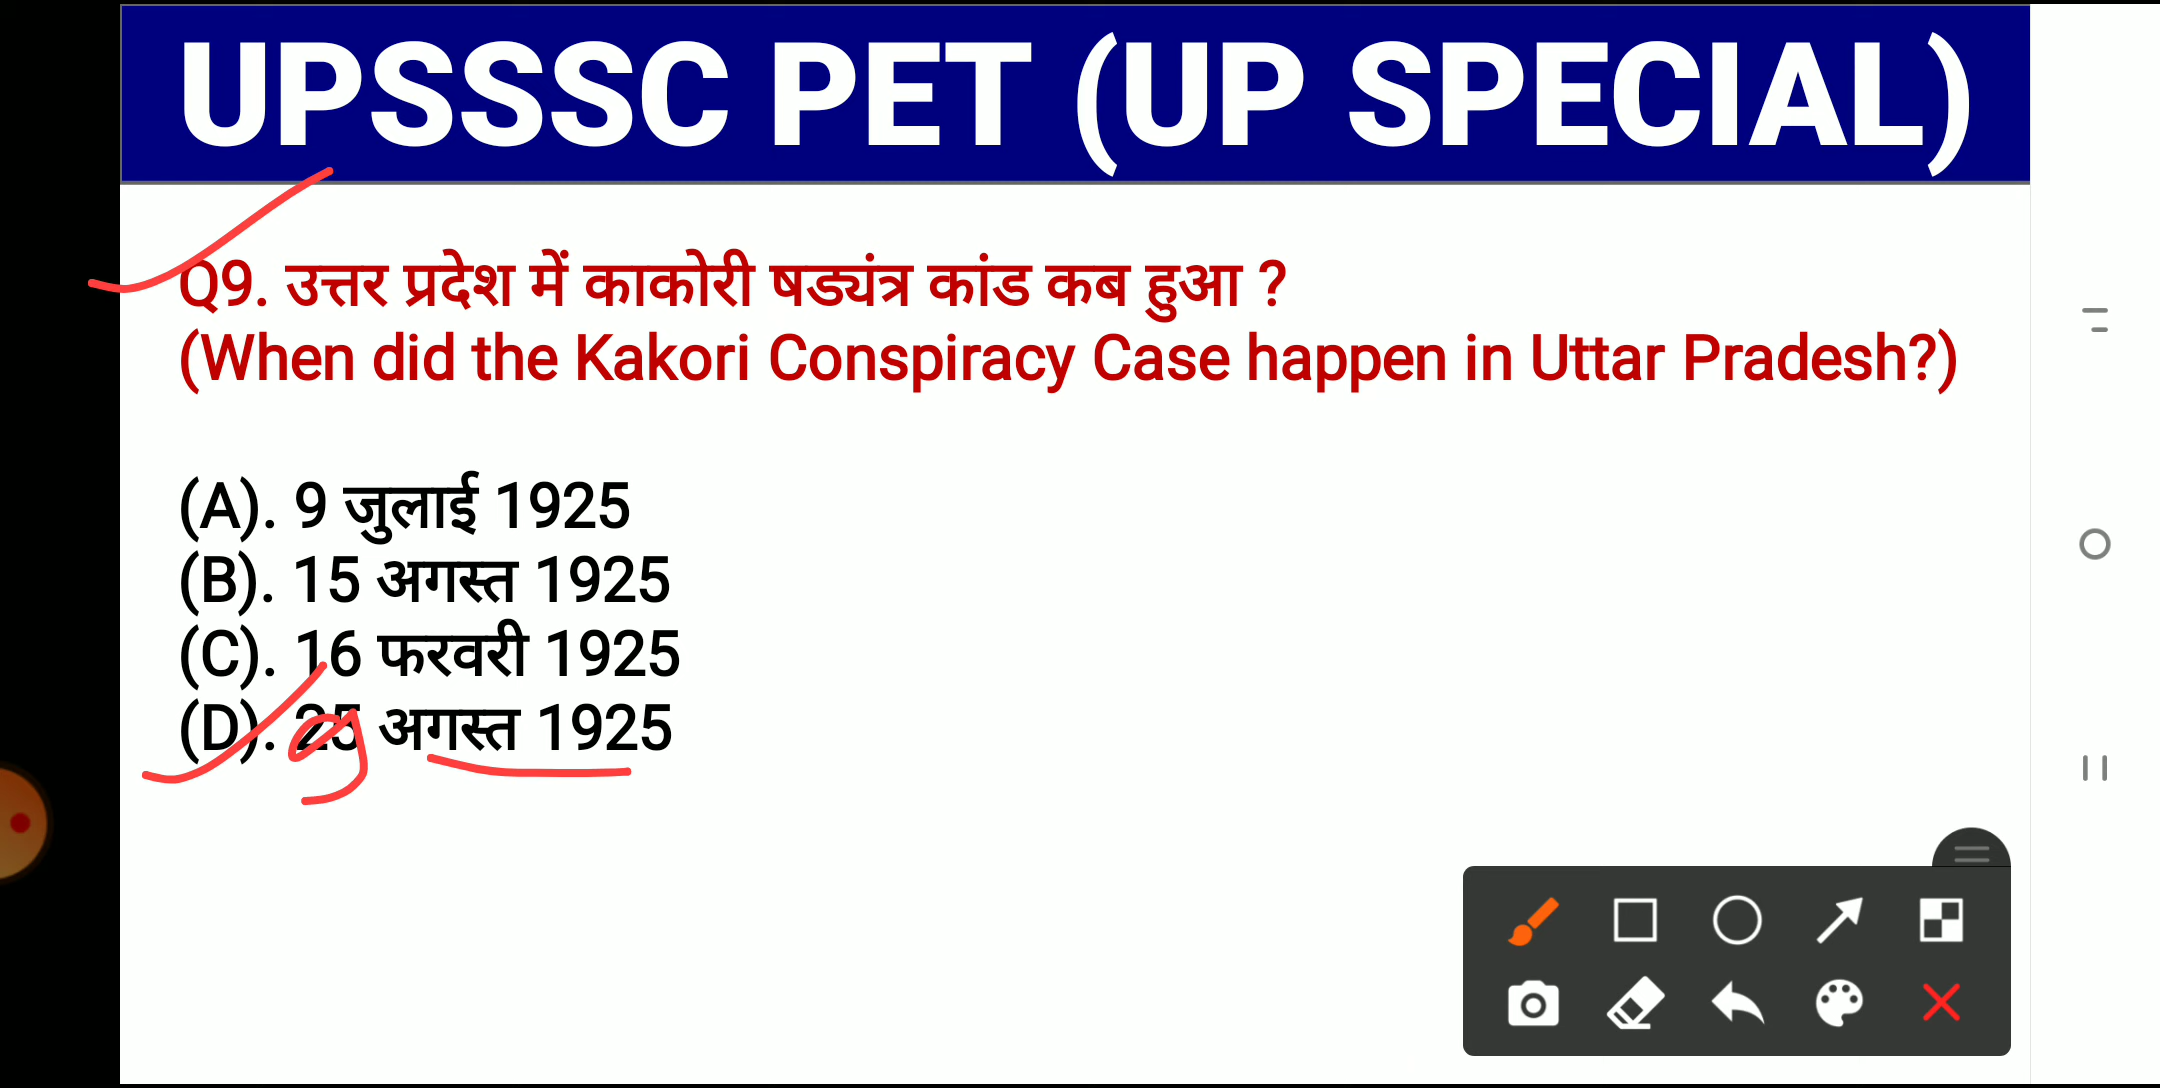 UPSSSC PET (UP SPECIAL)
Q9. उत्तर प्रदेश में काकोरी षड्यंत्र कांड कब हुआ ?
(When did the Kakori Conspiracy Case happen in Uttar Pradesh?)
(A). 9 जुलाई 1925
(B). 15 अगस्त 1925
(C). 16 फरवरी 1925
(D). 25 अगस्त 1925
9